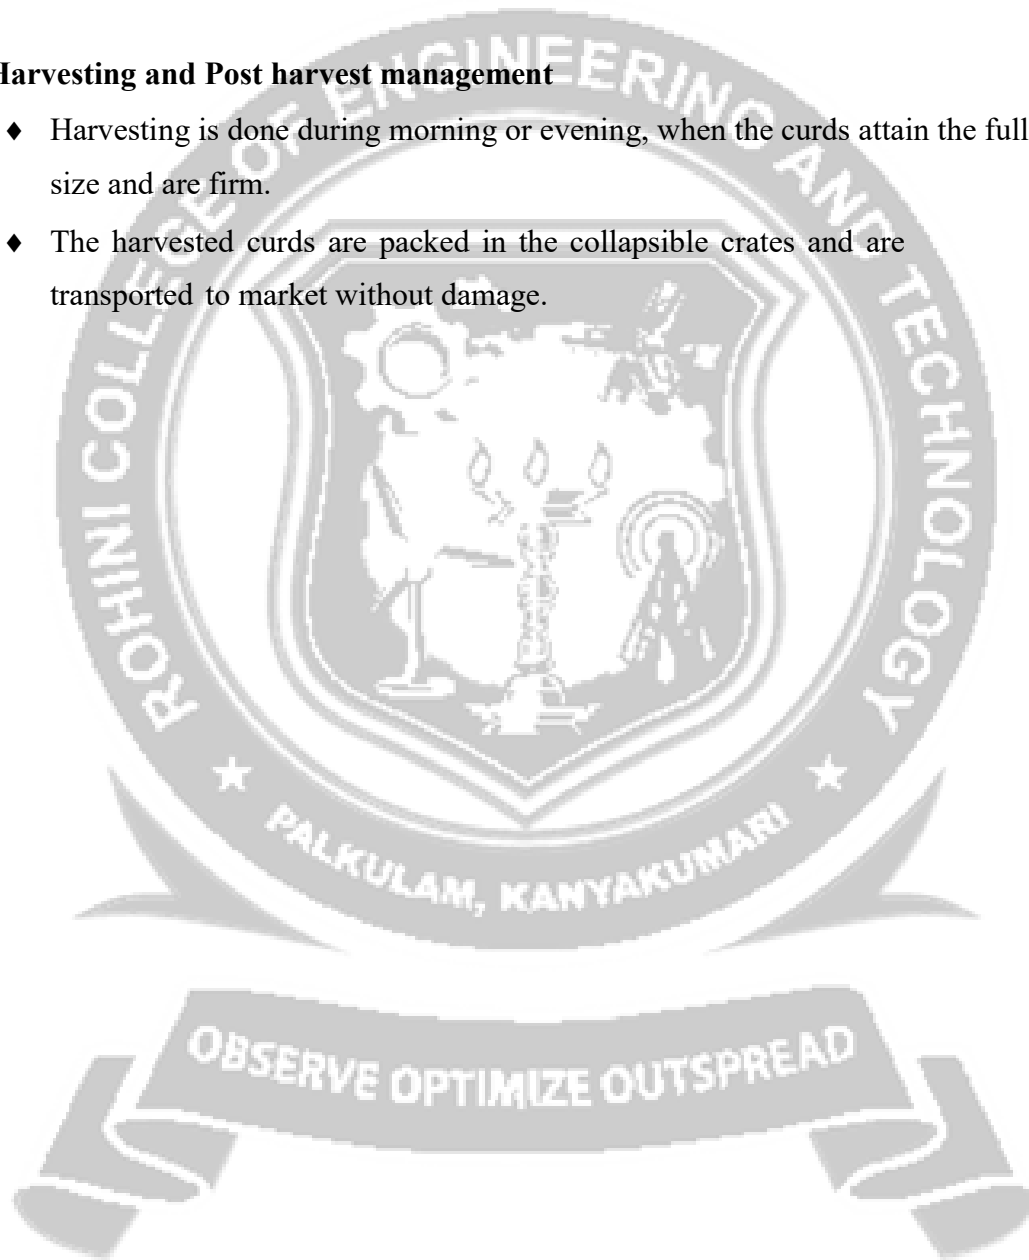 Harvesting and Post harvest management
♦ Harvesting is done during morning or evening, when the curds attain the full
size and are firm.
♦ The harvested curds are packed in the collapsible crates and are
transported to market without damage.
ROHINI COLLEGE OF ENGINEERING AND TECHNOLOGY
PALKULAM, KANYAKUMARI
OBSERVE OPTIMIZE OUTSPREAD